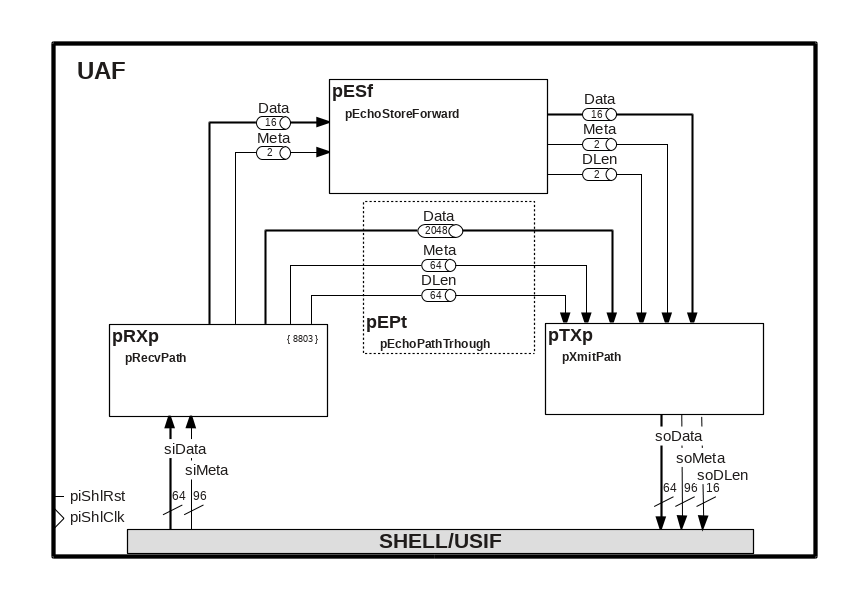 UAF
pESf
pEchoStoreForward
Data
16
Meta
2
Data
16
Meta
2
DLen
2
Data
2048
Meta
64
DLen
64
pEPt
pEchoPathTrhough
pRXp
{ 8803 }
pRecvPath
pTXp
pXmitPath
siData
siMeta
64
96
soData
soMeta
soDLen
64
96
16
piShlRst
piShlClk
SHELL/USIF